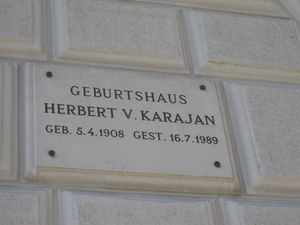 GEBURTSHAUS
HERBERT V. KARAJAN
GEB. 5.4.1908 GEST. 16.7.1989